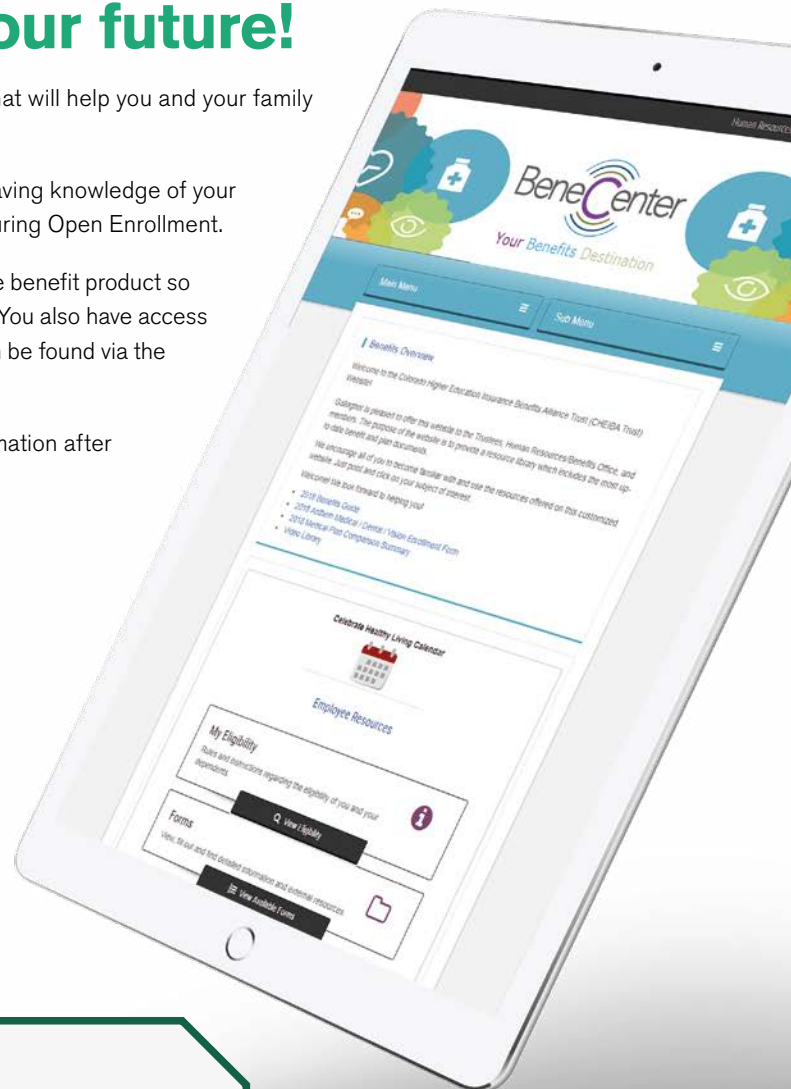 our future!
hat will help you and your family
aving knowledge of your
uring Open Enrollment.
e benefit product so
You also have access
n be found via the
mation after
Human Resources
BeneCenter
Your Benefits Destination
Main Menu
Sub Menu
Benefits Overview
Welcome to the Colorado Higher Education Insurance Benefits Alliance Trust (CHEIBA Trust)
Website!
Gallagher is pleased to offer this website to the Trustees, Human Resources/Benefits Office, and
members. The purpose of the website is to provide a resource library which includes the most up-
to-date benefit and plan documents.
We encourage all of you to become familiar with and use the resources offered on this customized
website. Just point and click on your subject of interest.
Welcome! We look forward to helping you!
• 2018 Benefits Guide
• 2018 Anthem Medical / Dental / Vision Enrollment Form
• 2018 Medical Plan Comparison Summary
• Video Library
Celebrate Healthy Living Calendar
Employee Resources
My Eligibility
Rules and instructions regarding the eligibility of you and your
dependents
View Eligibility
Forms
View, fill out and find detailed information and external resources
View Available Forms